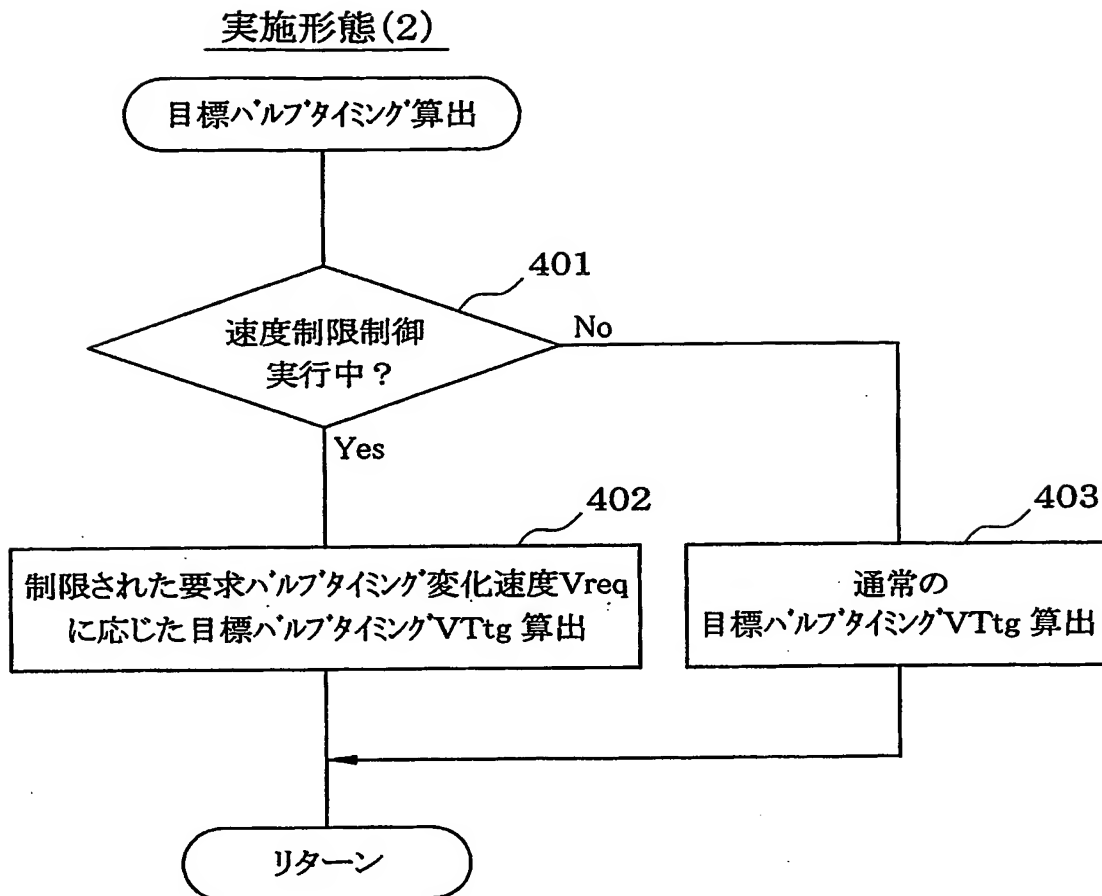 実施形態(2)
目標バルブタイミング算出
401
速度制限制御
実行中?
No
Yes
402
制限された要求バルブタイミング変化速度Vreq
に応じた目標バルブタイミングVTtg 算出
403
通常の
目標バルブタイミングVTtg 算出
リターン